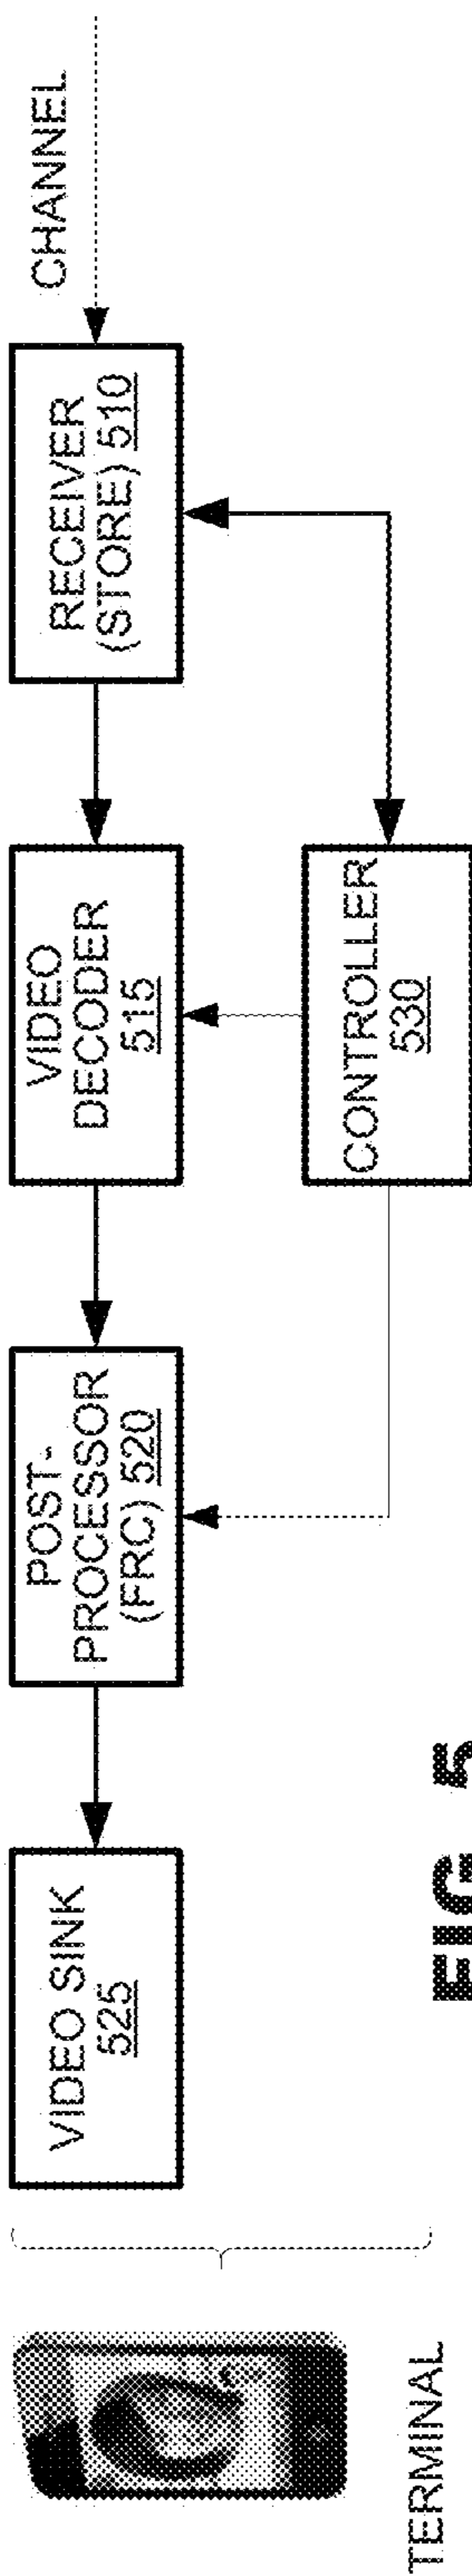 VIDEO SINK
525
POST-
PROCESSOR
(FRC) 520
VIDEO
DECODER
515
RECEIVER
(STORE) 510
CHANNEL
CONTROLLER
530
TERMINAL
FIG. 5